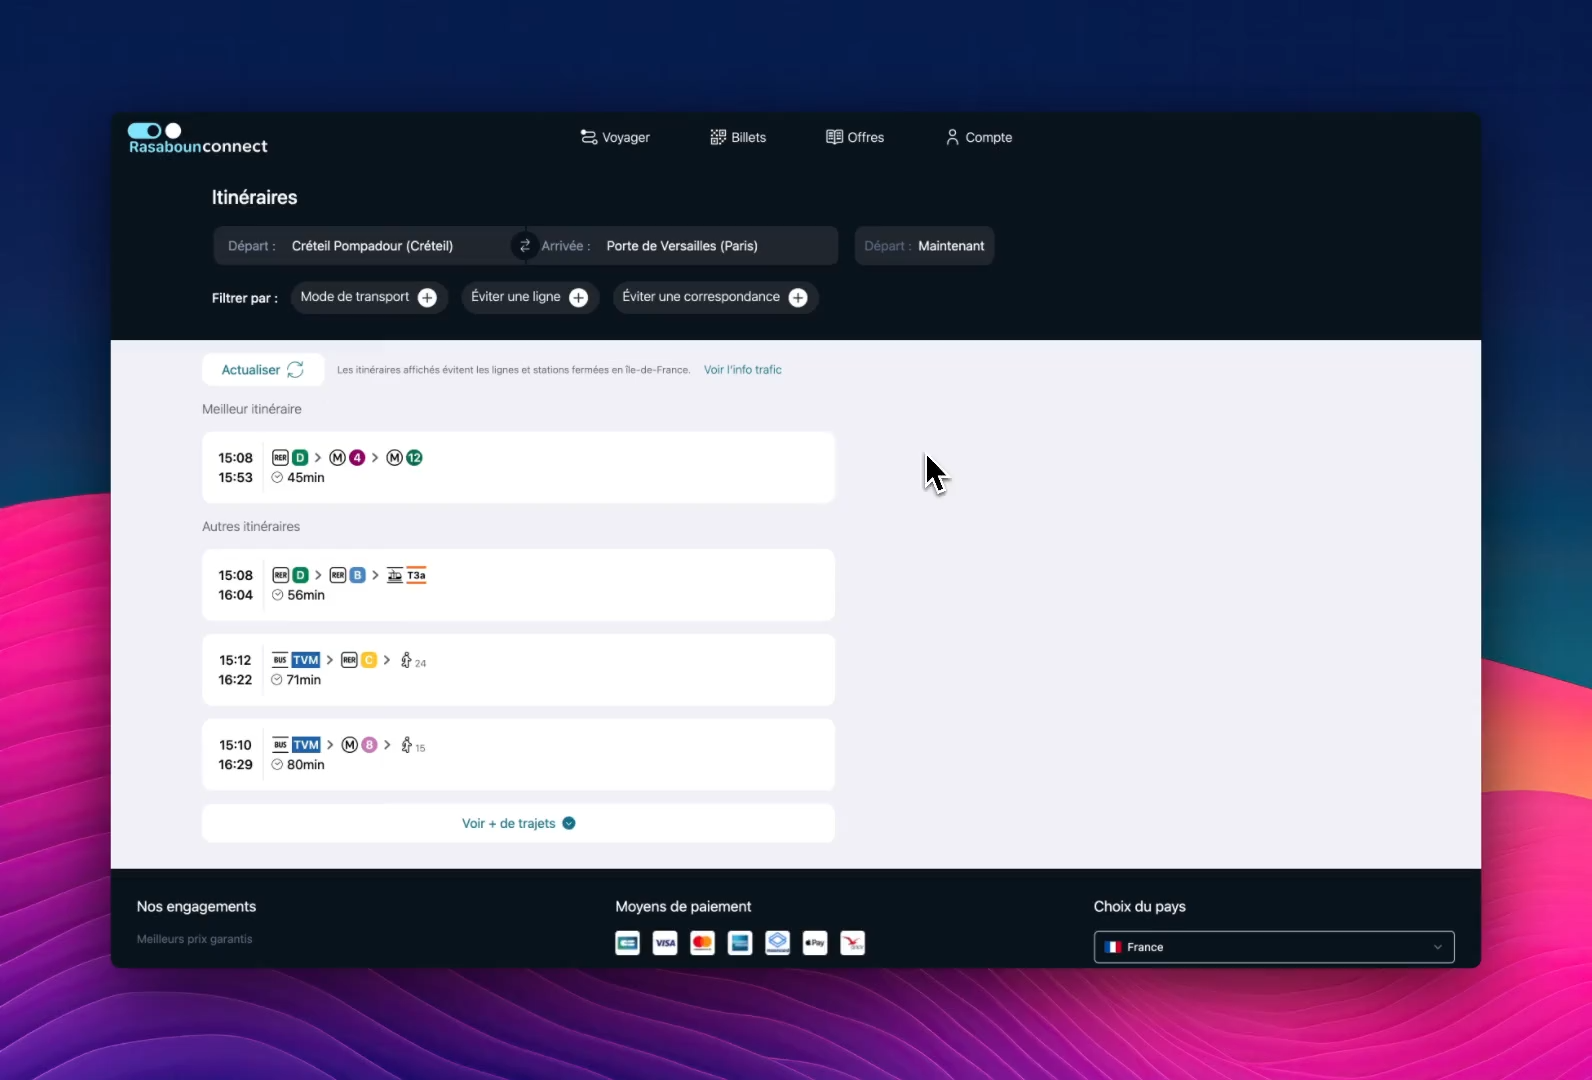 Rasabounconnect
Voyager
Billets
Offres
Compte
Itinéraires
Départ : Créteil Pompadour (Créteil)
Arrivée : Porte de Versailles (Paris)
Départ : Maintenant
Filtrer par :
Mode de transport
Éviter une ligne
Éviter une correspondance
Actualiser
Les itinéraires affichés évitent les lignes et stations fermées en île-de-France.
Voir l'info trafic
Meilleur itinéraire
15:08 RER D > M 4 > M 12
15:53 45min
Autres itinéraires
15:08 RER D > RER B > T3a
16:04 56min
15:12 BUS TVM > RER C > 24
16:22 71min
15:10 BUS TVM > M 8 > 15
16:29 80min
Voir + de trajets
Nos engagements
Meilleurs prix garantis
Moyens de paiement
VISA
Pay
Choix du pays
France